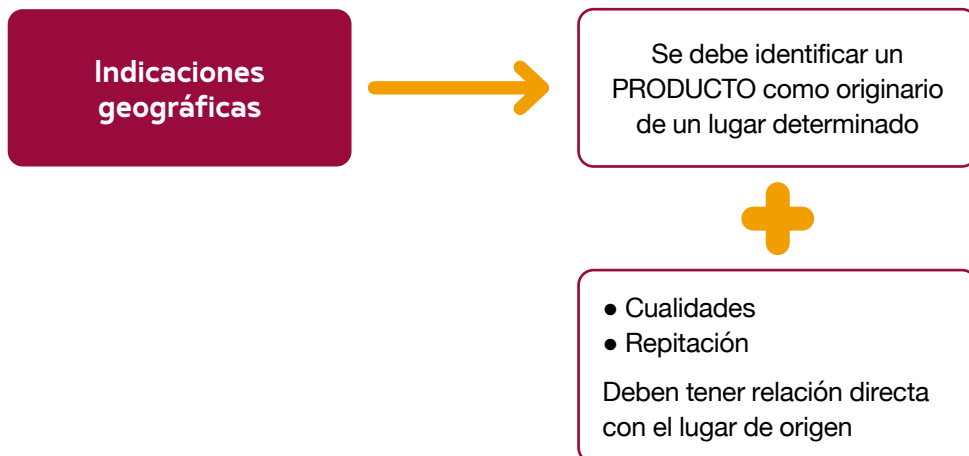 Indicaciones
geográficas
Se debe identificar un
PRODUCTO como originario
de un lugar determinado
● Cualidades
● Repitación
Deben tener relación directa
con el lugar de origen